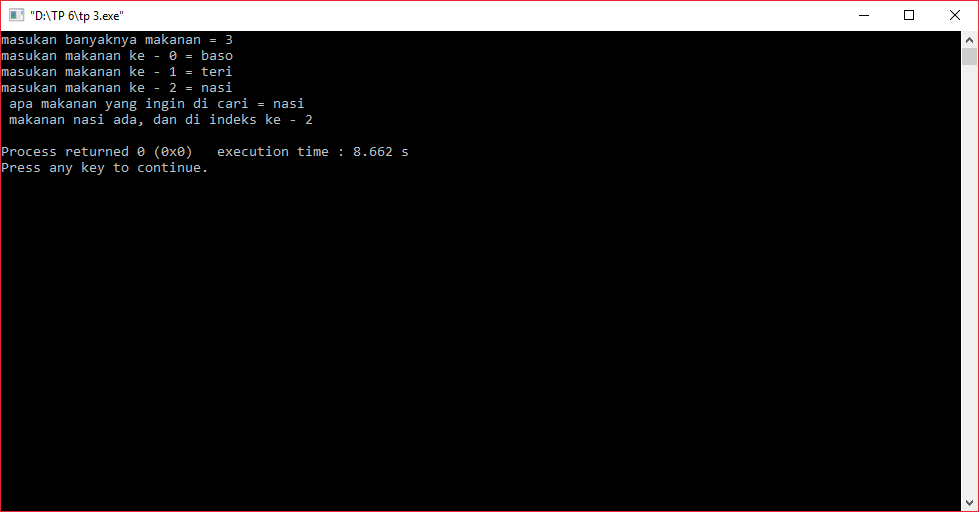 "D:\TP 6\tp 3.exe"
masukan banyaknya makanan = 3
masukan makanan ke - 0 = baso
masukan makanan ke - 1 = teri
masukan makanan ke - 2 = nasi
 apa makanan yang ingin di cari = nasi
 makanan nasi ada, dan di indeks ke - 2
Process returned 0 (0x0)   execution time : 8.662 s
Press any key to continue.